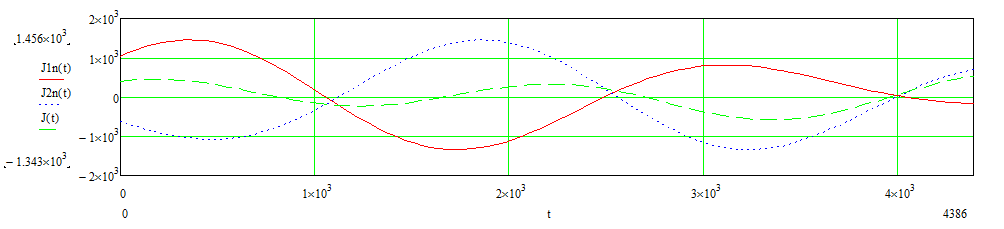 2×10³
1.456×10³
1×10³
J1n(t)
J2n(t)
0
J(t)
−1×10³
−1.343×10³
−2×10³
0 1×10³ 2×10³ 3×10³ 4×10³
0 t 4386